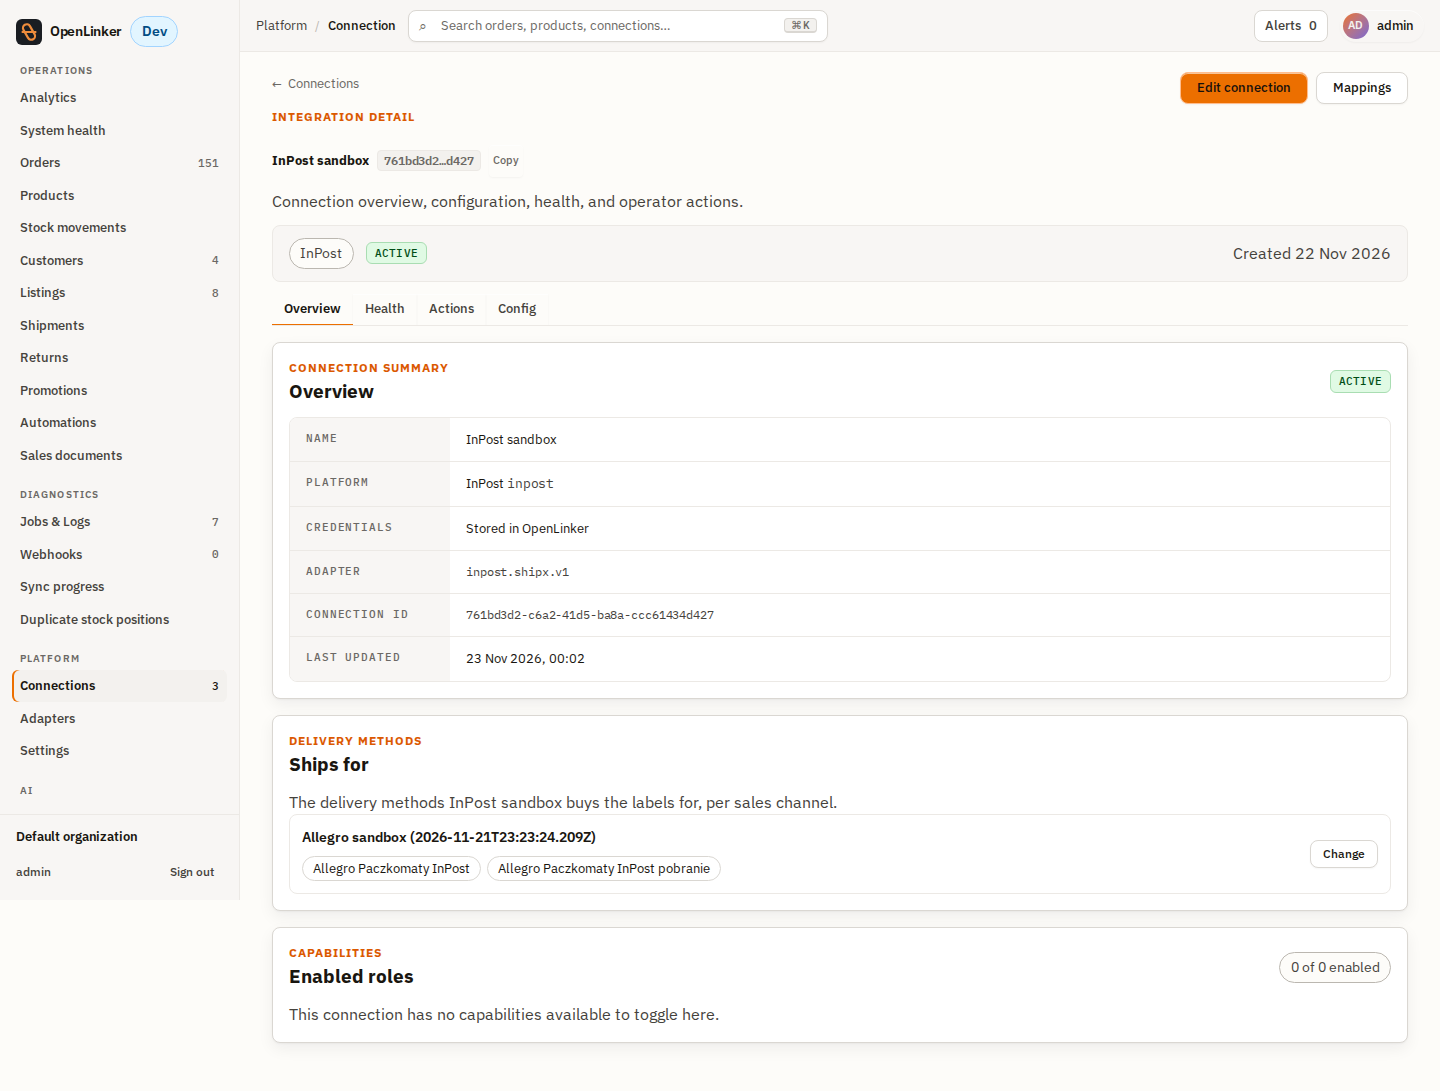 OpenLinker Dev
OPERATIONS
Analytics
System health
Orders 151
Products
Stock movements
Customers 4
Listings 8
Shipments
Returns
Promotions
Automations
Sales documents
DIAGNOSTICS
Jobs & Logs 7
Webhooks 0
Sync progress
Duplicate stock positions
PLATFORM
Connections 3
Adapters
Settings
AI
Default organization
admin Sign out
Platform / Connection
Search orders, products, connections... ⌘K
Alerts 0
AD admin
← Connections
Edit connection
Mappings
INTEGRATION DETAIL
InPost sandbox 761bd3d2…d427 Copy
Connection overview, configuration, health, and operator actions.
InPost ACTIVE Created 22 Nov 2026
Overview Health Actions Config
CONNECTION SUMMARY
Overview
ACTIVE
NAME InPost sandbox
PLATFORM InPost inpost
CREDENTIALS Stored in OpenLinker
ADAPTER inpost.shipx.v1
CONNECTION ID 761bd3d2-c6a2-41d5-ba8a-ccc61434d427
LAST UPDATED 23 Nov 2026, 00:02
DELIVERY METHODS
Ships for
The delivery methods InPost sandbox buys the labels for, per sales channel.
Allegro sandbox (2026-11-21T23:23:24.209Z)
Allegro Paczkomaty InPost Allegro Paczkomaty InPost pobranie
Change
CAPABILITIES
Enabled roles
0 of 0 enabled
This connection has no capabilities available to toggle here.